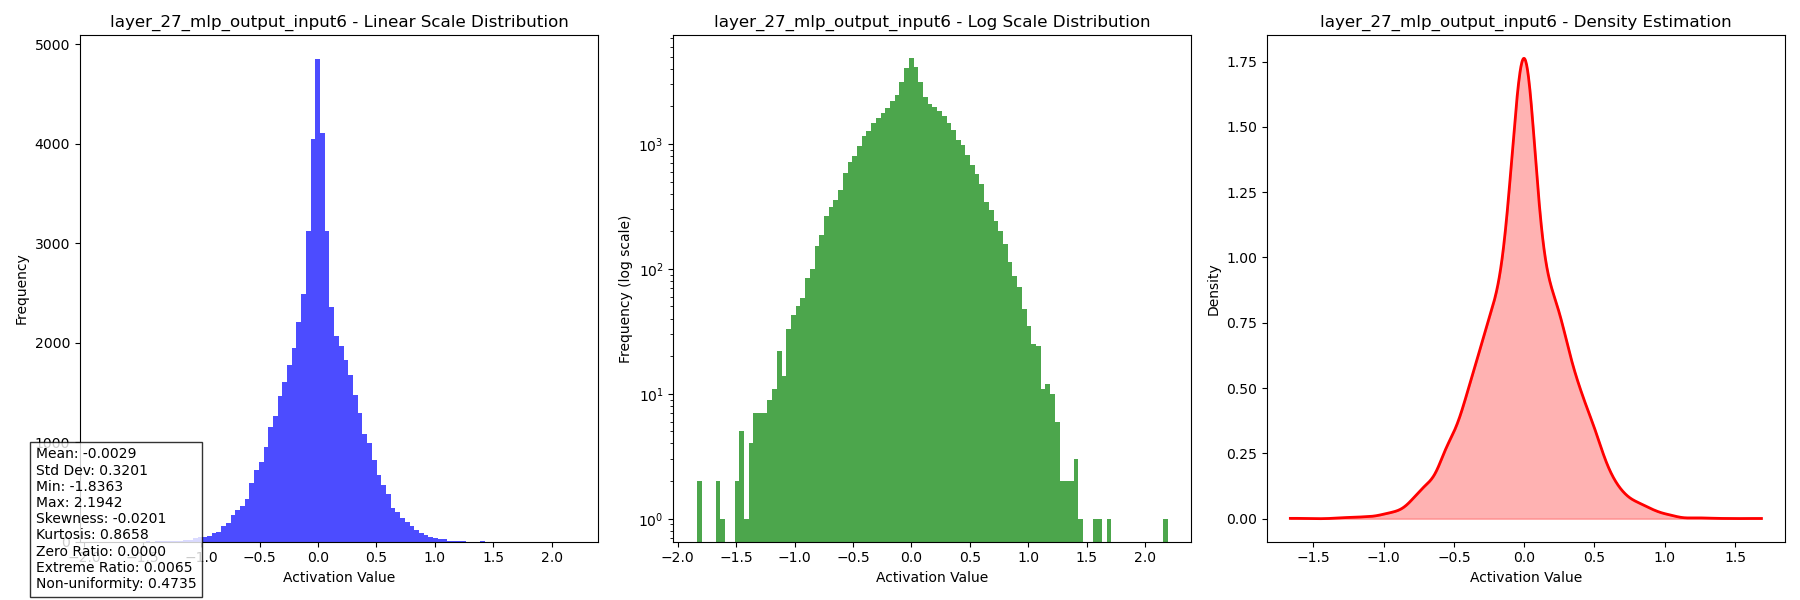 layer_27_mlp_output_input6 - Linear Scale Distribution
5000
4000
3000
2000
1000
0
Frequency
−2.0 −1.0 −0.5 0.0 0.5 1.0 1.5 2.0
Activation Value
Mean: -0.0029
Std Dev: 0.3201
Min: -1.8363
Max: 2.1942
Skewness: -0.0201
Kurtosis: 0.8658
Zero Ratio: 0.0000
Extreme Ratio: 0.0065
Non-uniformity: 0.4735
layer_27_mlp_output_input6 - Log Scale Distribution
10³
10²
10¹
10⁰
Frequency (log scale)
−2.0 −1.5 −1.0 −0.5 0.0 0.5 1.0 1.5 2.0
Activation Value
layer_27_mlp_output_input6 - Density Estimation
1.75
1.50
1.25
1.00
0.75
0.50
0.25
0.00
Density
−1.5 −1.0 −0.5 0.0 0.5 1.0 1.5
Activation Value